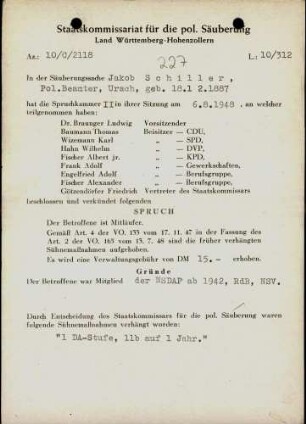 Staatskommissariat für die pol. Säuberung
Land Württemberg-Hohenzollern
Az.: 10/C/2118
L.: 10/312
227
In der Säuberungssache Jakob Schiller,
Pol.Beamter, Urach, geb. 18.12.1887
hat die Spruchkammer II in ihrer Sitzung am 6.8.1948, an welcher
teilgenommen haben:
Dr. Braunger Ludwig Vorsitzender
Baumann Thomas Beisitzer — CDU,
Wizemann Karl „ — SPD,
Hahn Wilhelm „ — DVP,
Fischer Albert jr. „ — KPD,
Frank Adolf „ — Gewerkschaften,
Engelfried Adolf „ — Berufsgruppe,
Fischer Alexander „ — Berufsgruppe,
Götzendörfer Friedrich Vertreter des Staatskommissars
beschlossen und verkündet folgenden
SPRUCH
Der Betroffene ist Mitläufer.
Gemäß Art. 4 der VO. 133 vom 17. 11. 47 in der Fassung des
Art. 2 der VO. 165 vom 13. 7. 48 sind die früher verhängten
Sühnemaßnahmen aufgehoben.
Es wird eine Verwaltungsgebühr von DM 15.— erhoben.
Gründe
Der Betroffene war Mitglied der NSDAP ab 1942, RdB, NSV.
Durch Entscheidung des Staatskommissars für die pol. Säuberung waren
folgende Sühnemaßnahmen verhängt worden:
"1 DA-Stufe, 11b auf 1 Jahr."